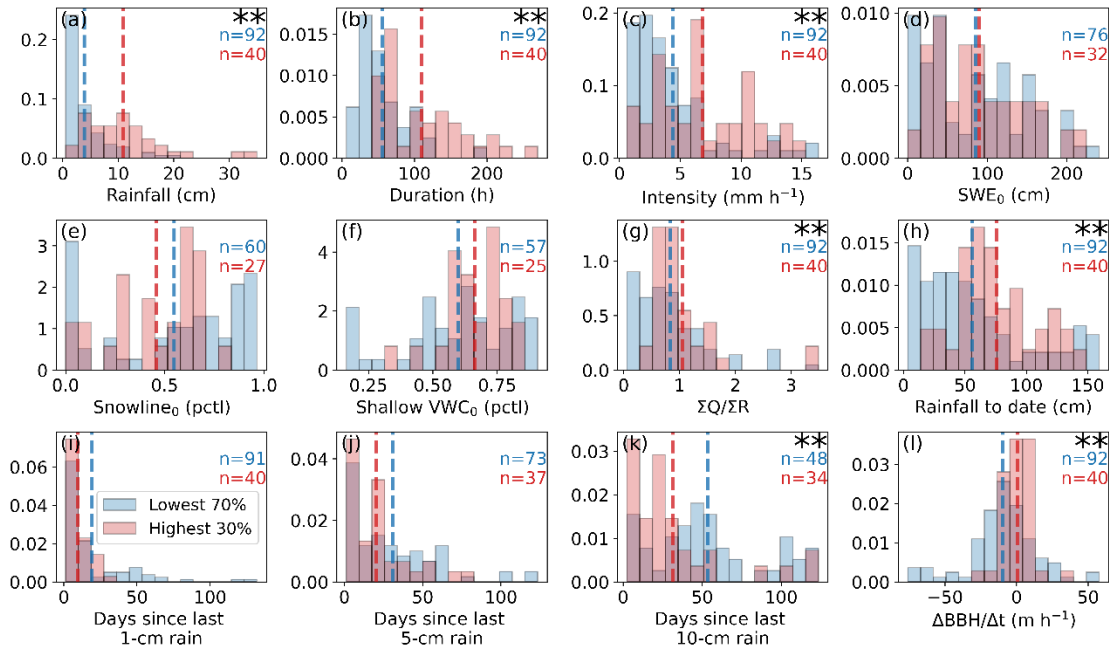 (a)
**
n=92
n=40
0.2
0.1
0.0
0
10
20
30
Rainfall (cm)
(b)
**
n=92
n=40
0.015
0.010
0.005
0.000
0
100
200
Duration (h)
(c)
**
n=92
n=40
0.2
0.1
0.0
0
5
10
15
Intensity (mm h⁻¹)
(d)
n=76
n=32
0.010
0.005
0.000
0
100
200
SWE₀ (cm)
(e)
n=60
n=27
3
2
1
0
0.0
0.5
1.0
Snowline₀ (pctl)
(f)
n=57
n=25
4
2
0
0.25
0.50
0.75
Shallow VWC₀ (pctl)
(g)
**
n=92
n=40
1.0
0.5
0.0
0
1
2
3
ΣQ/ΣR
(h)
**
n=92
n=40
0.015
0.010
0.005
0.000
0
50
100
150
Rainfall to date (cm)
(i)
n=91
n=40
0.06
0.04
0.02
0.00
Lowest 70%
Highest 30%
0
50
100
Days since last
1-cm rain
(j)
n=73
n=37
0.04
0.02
0.00
0
50
100
Days since last
5-cm rain
(k)
**
n=48
n=34
0.03
0.02
0.01
0.00
0
50
100
Days since last
10-cm rain
(l)
**
n=92
n=40
0.03
0.02
0.01
0.00
−50
0
50
ΔBBH/Δt (m h⁻¹)